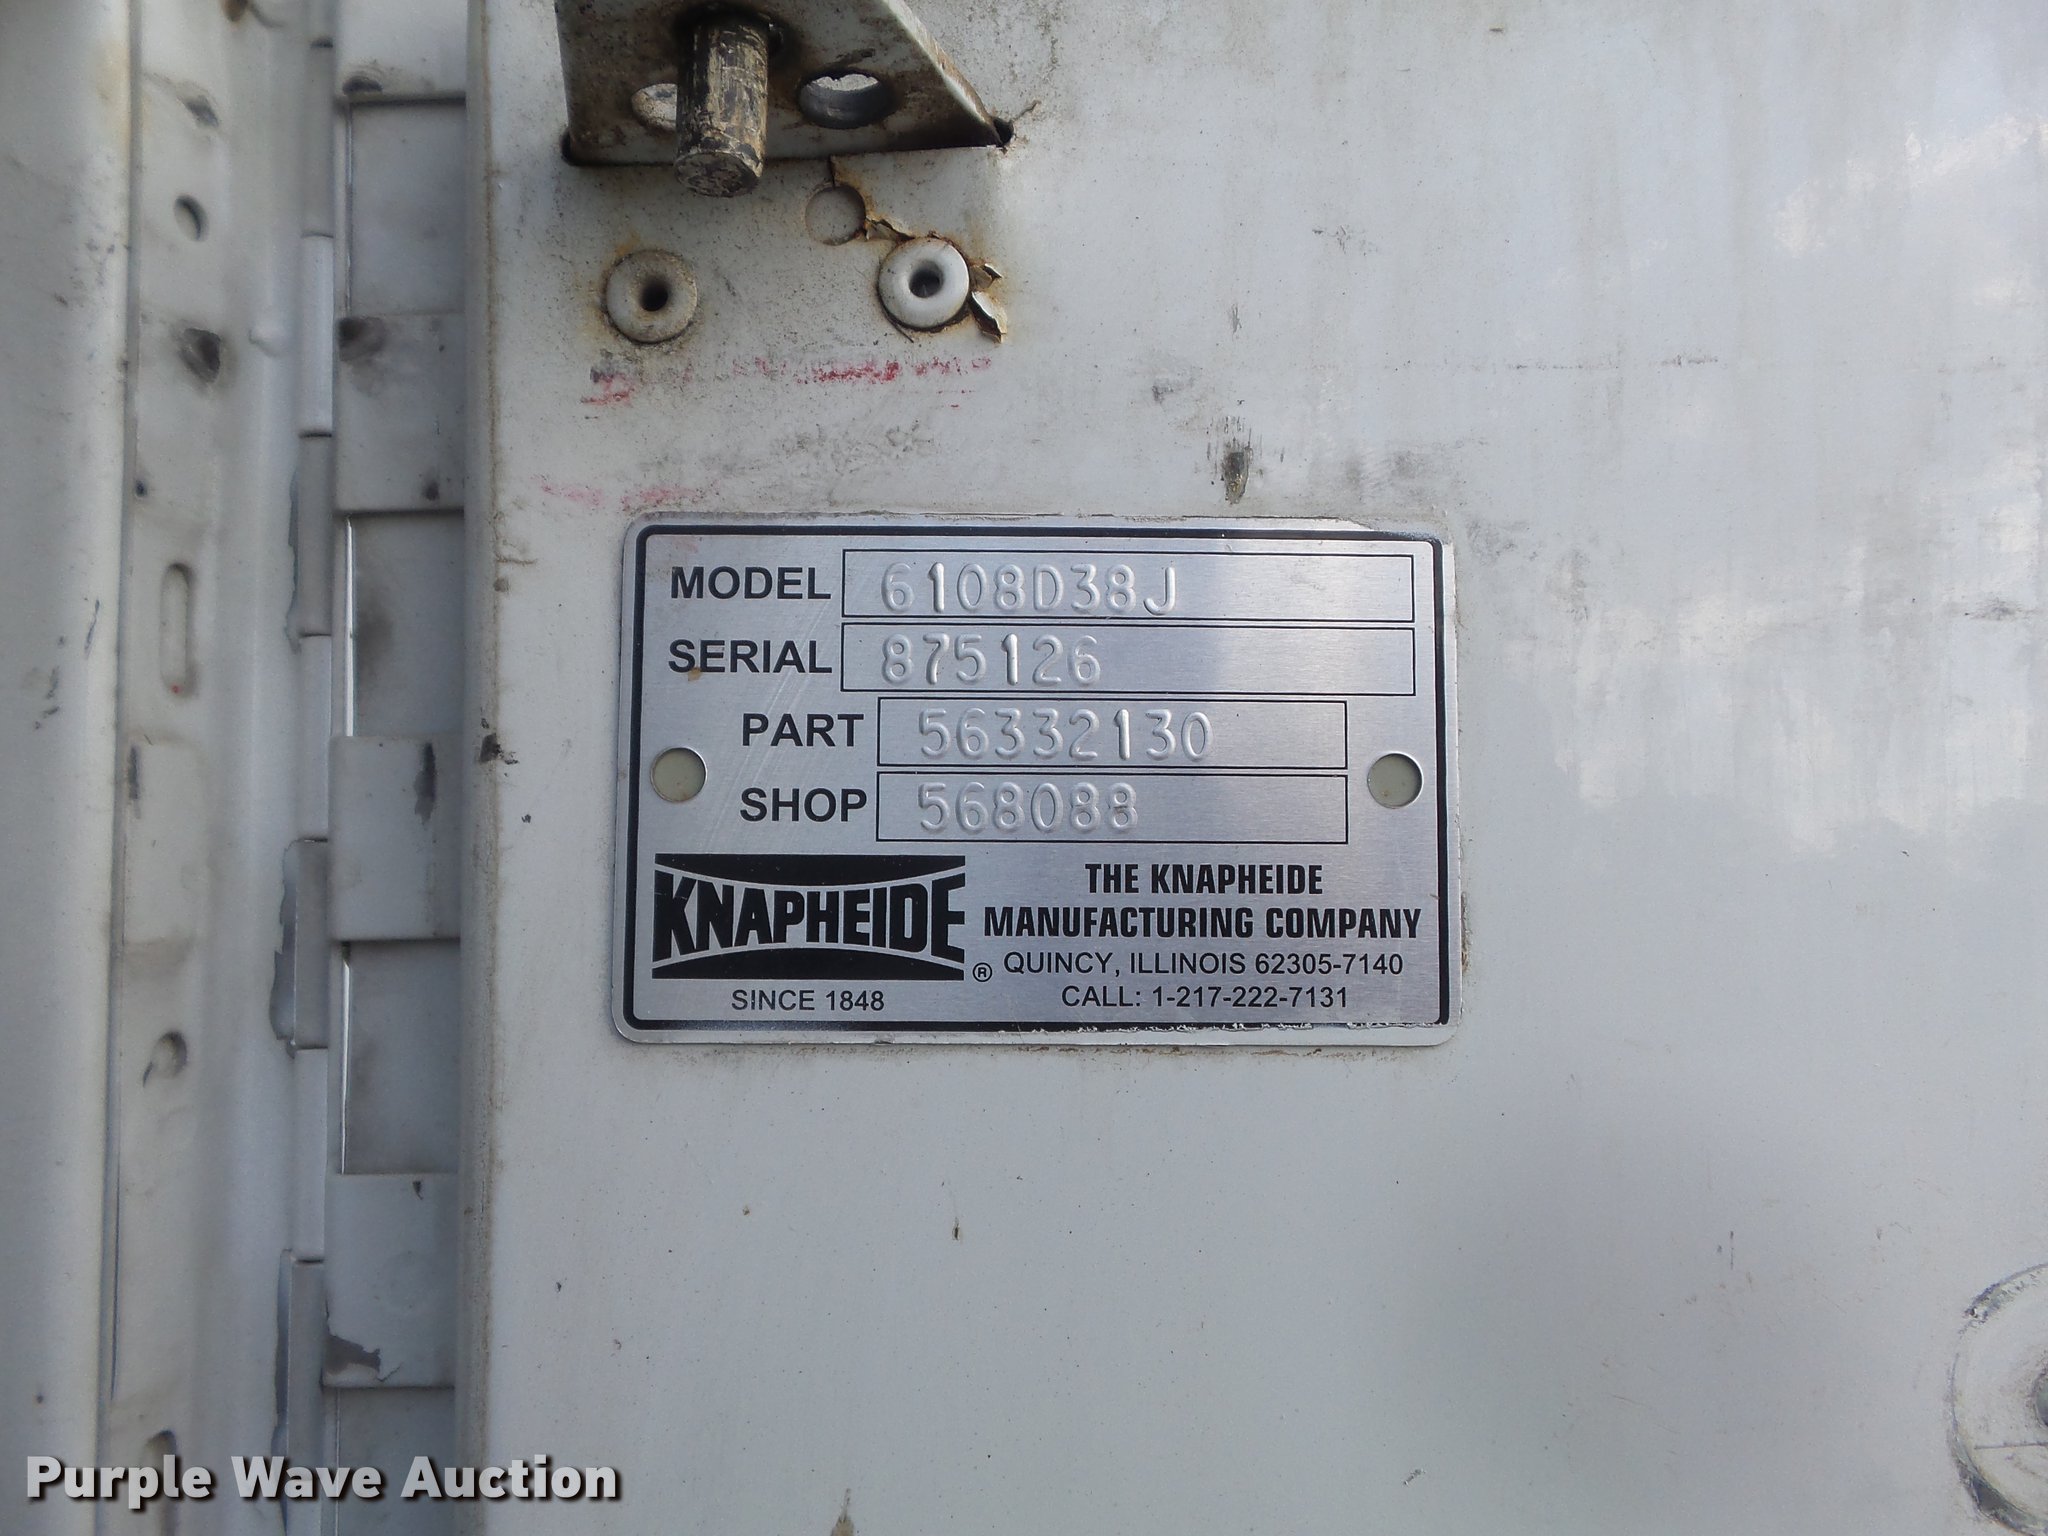 MODEL 6108D38J
SERIAL 875126
PART 56332130
SHOP 568088
KNAPHEIDE ®
SINCE 1848
THE KNAPHEIDE
MANUFACTURING COMPANY
QUINCY, ILLINOIS 62305-7140
CALL: 1-217-222-7131
Purple Wave Auction